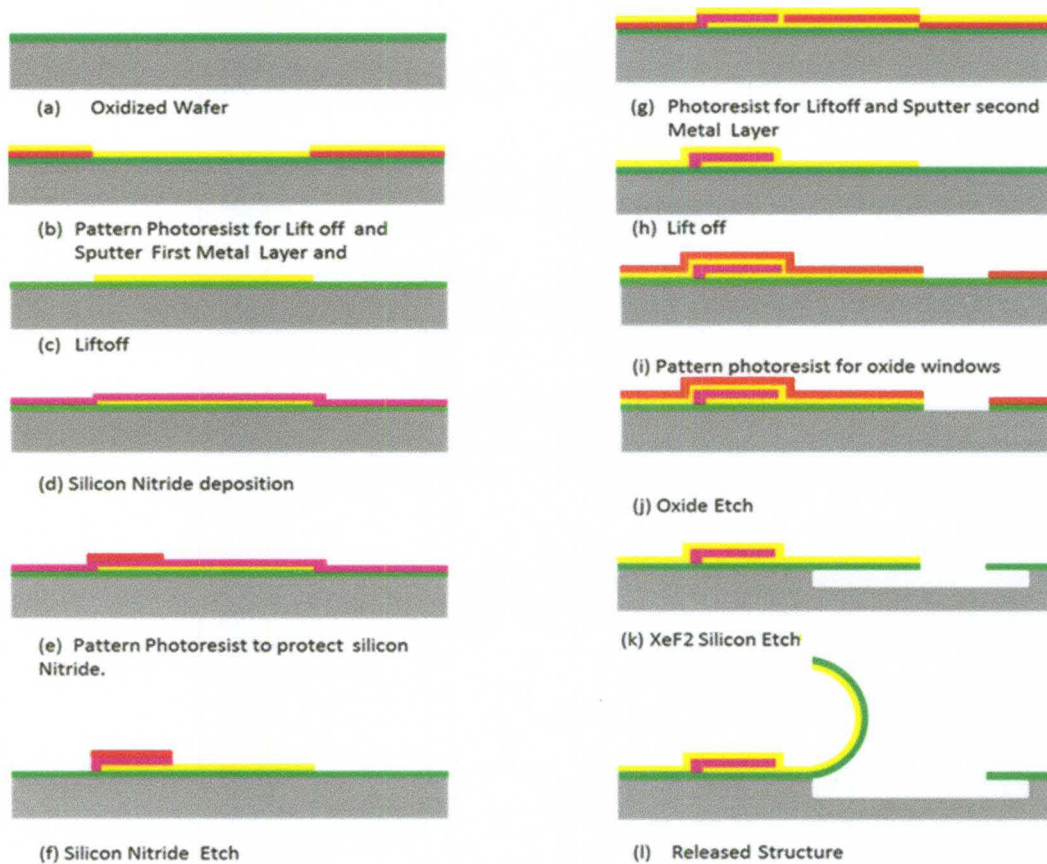 (a) Oxidized Wafer
(b) Pattern Photoresist for Lift off and
Sputter First Metal Layer and
(c) Liftoff
(d) Silicon Nitride deposition
(e) Pattern Photoresist to protect silicon
Nitride.
(f) Silicon Nitride Etch
(g) Photoresist for Liftoff and Sputter second
Metal Layer
(h) Lift off
(i) Pattern photoresist for oxide windows
(j) Oxide Etch
(k) XeF2 Silicon Etch
(l) Released Structure